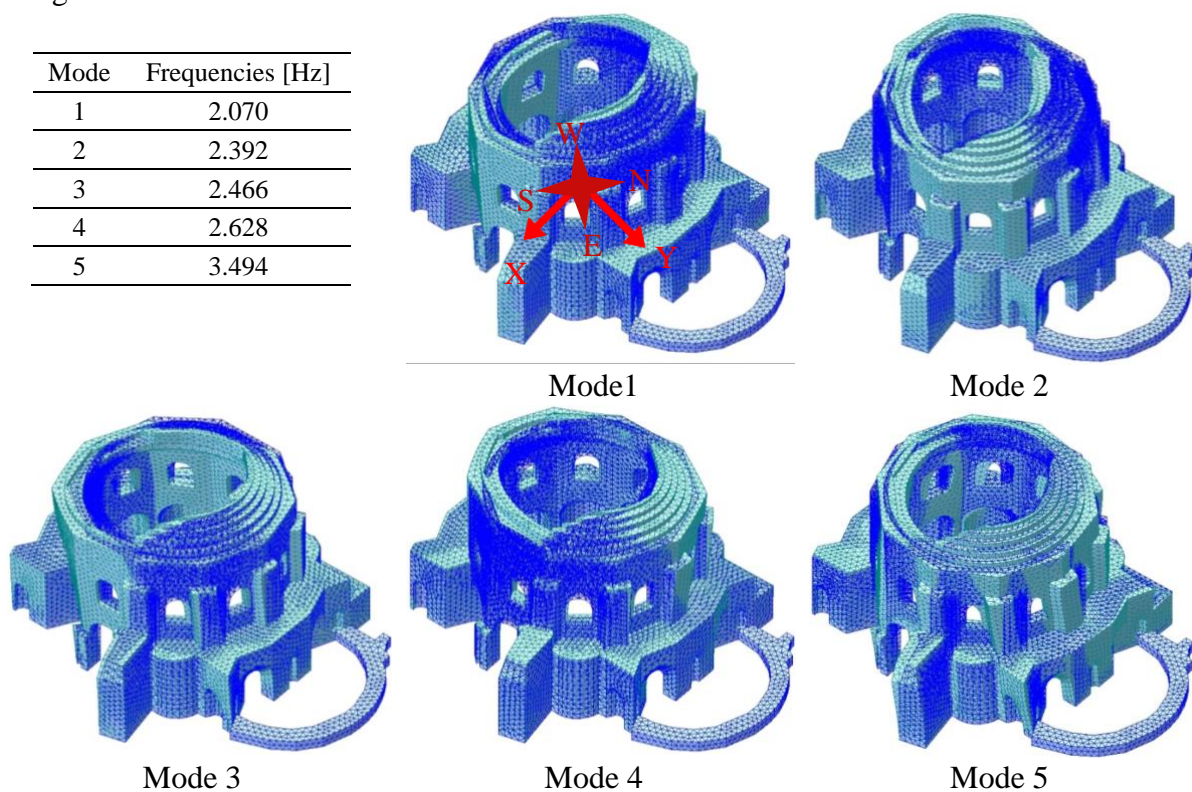 Mode Frequencies [Hz]
1 2.070
2 2.392
3 2.466
4 2.628
5 3.494
W
N
S
E
X
Y
Mode1
Mode 2
Mode 3
Mode 4
Mode 5